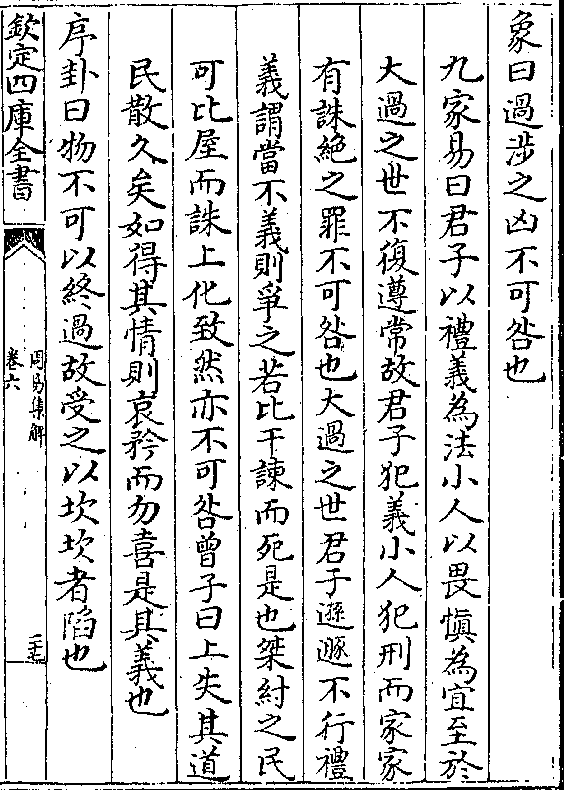 象曰過涉之凶不可咎也
九家易曰君子以禮義為法小人以畏慎為宜至於
大過之世不復遵常故君子犯義小人犯刑而家家
有誅絕之罪不可咎也大過之世君子遜遯不行禮
義謂當不義則爭之若比干諫而死是也桀紂之民
可比屋而誅上化致然亦不可咎曾子曰上失其道
民散久矣如得其情則哀矜而勿喜是其義也
序卦曰物不可以終過故受之以坎坎者陷也
欽定四庫全書
周易集解
卷六